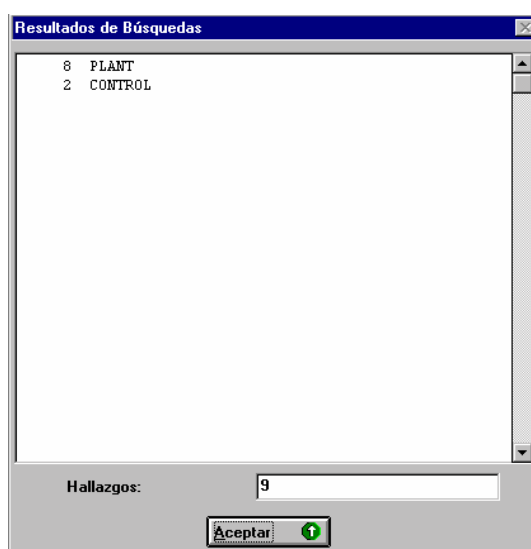 Resultados de Búsquedas
8 PLANT
2 CONTROL
Hallazgos: 9
Aceptar